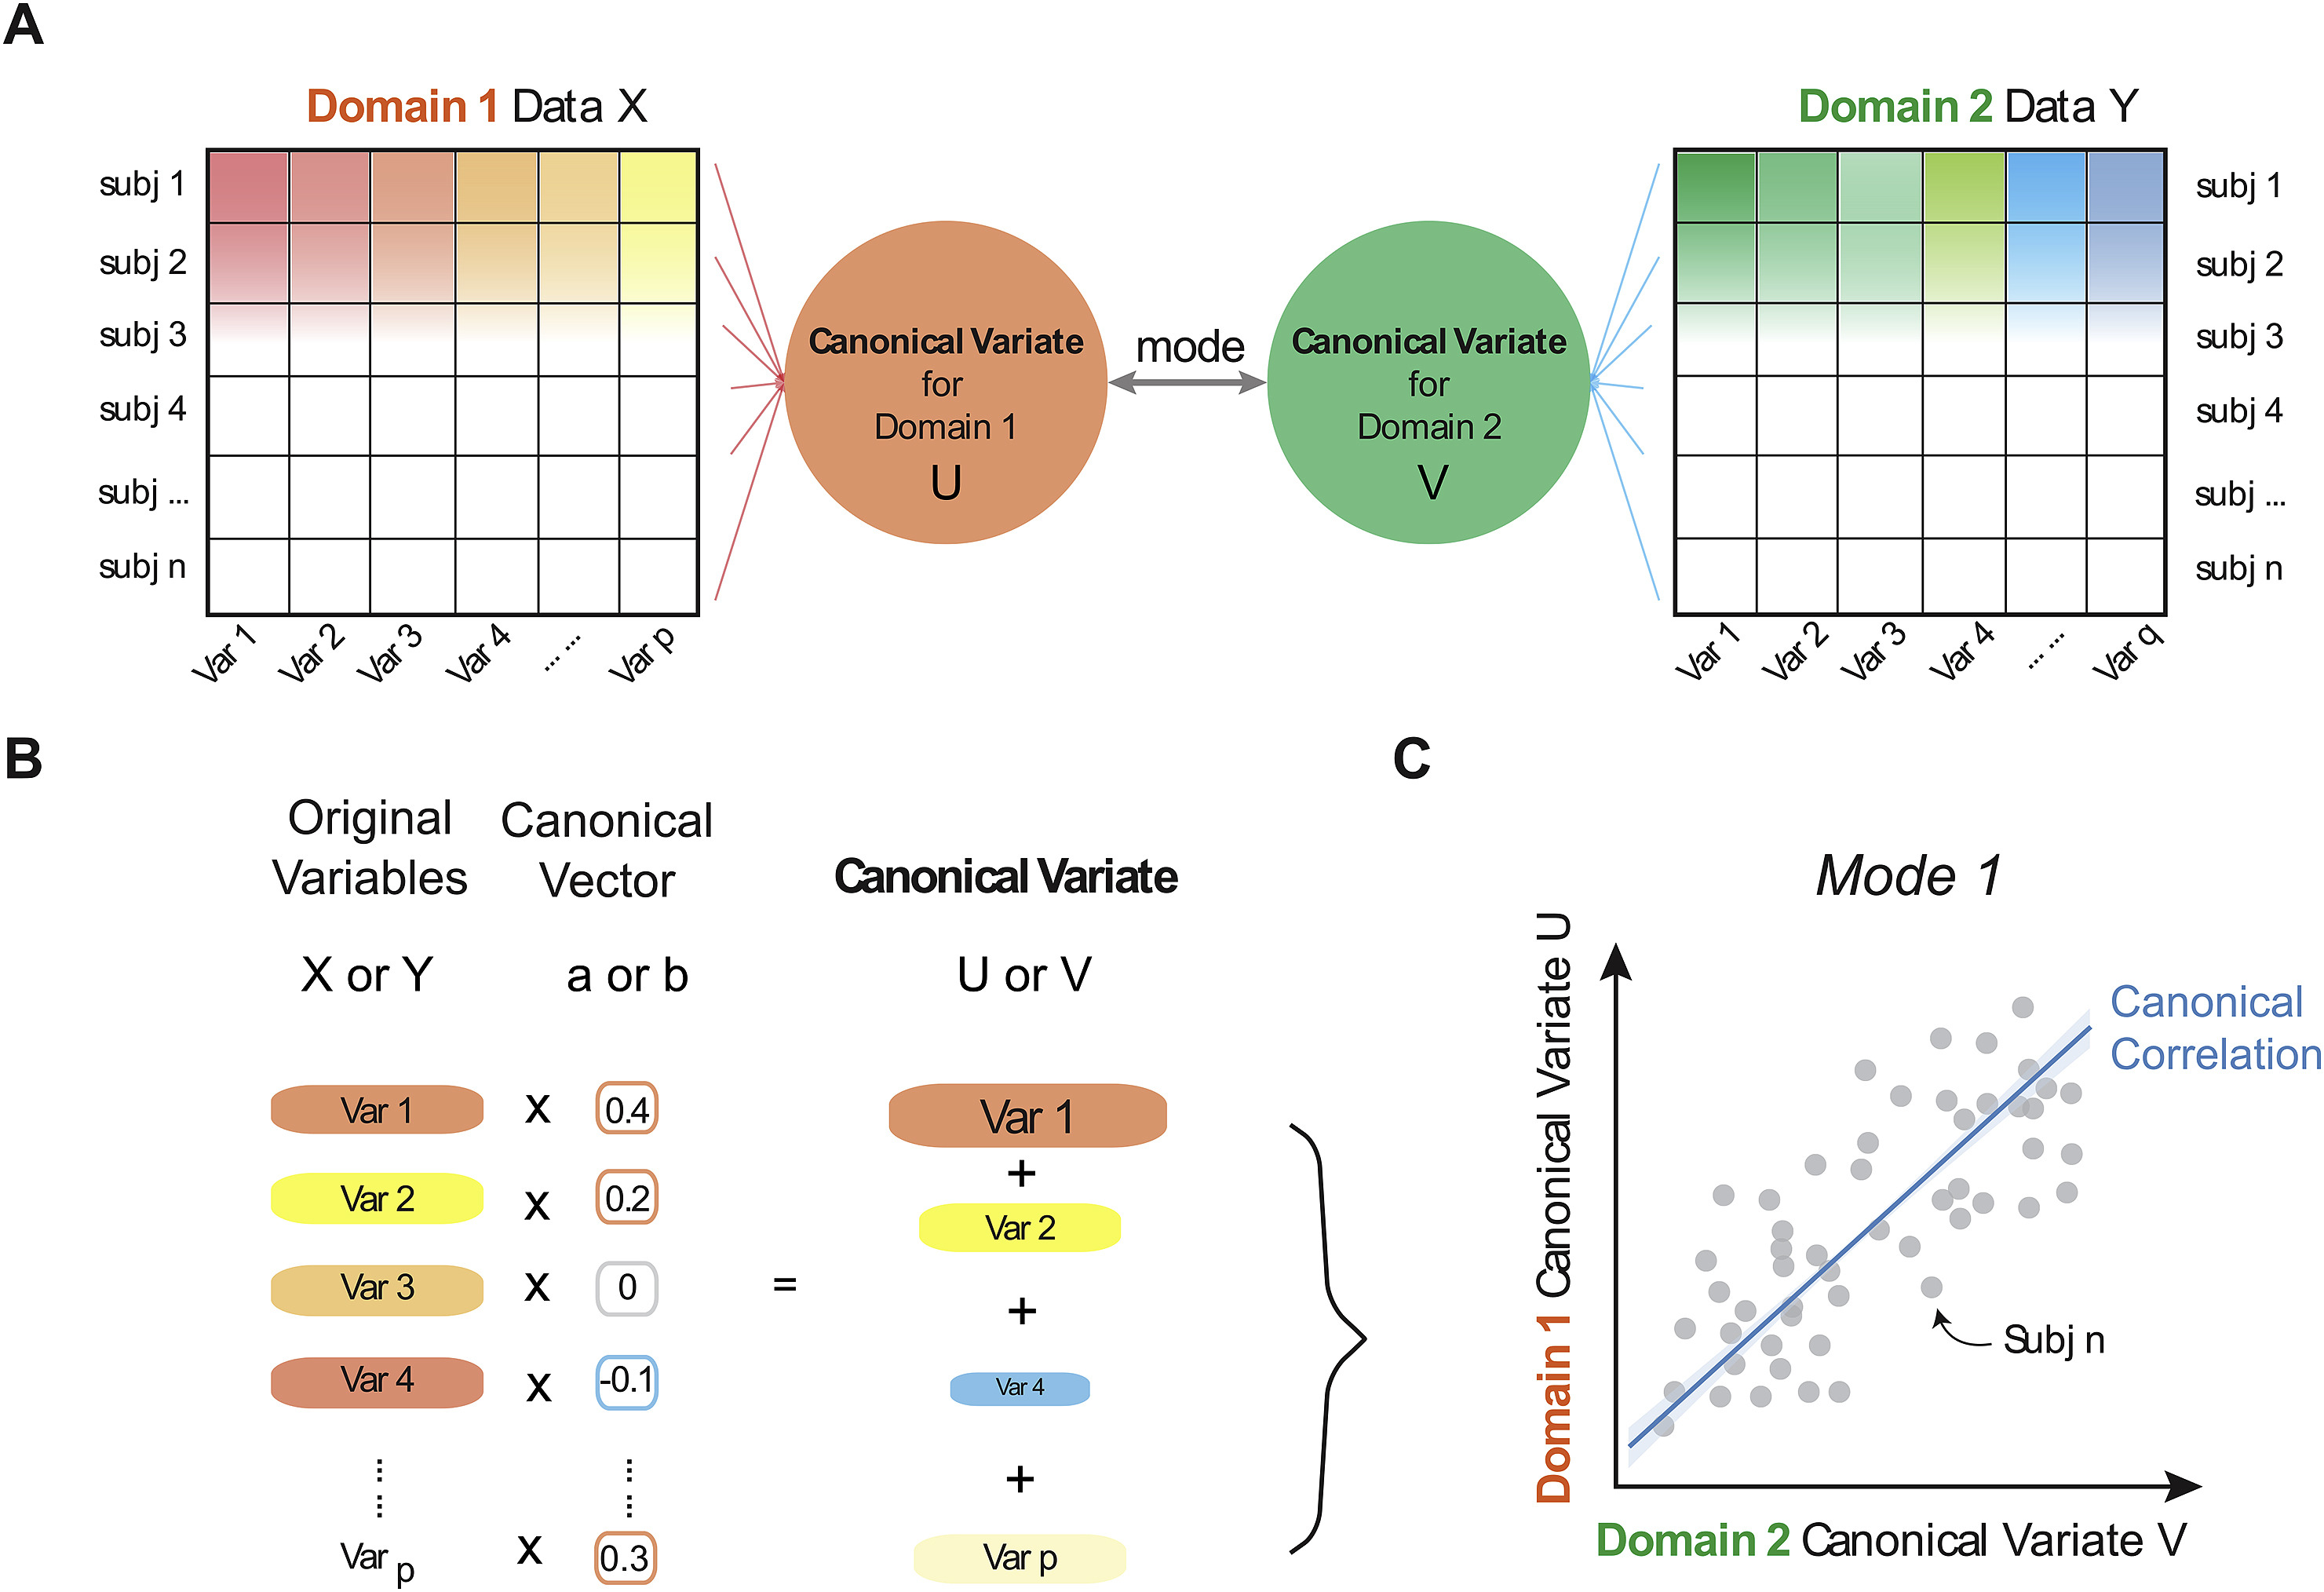 A
Domain 1 Data X
Domain 2 Data Y
subj 1
subj 2
subj 3
subj 4
subj ...
subj n
Var 1
Var 2
Var 3
Var 4
... ...
Var p
Canonical Variate
for
Domain 1
U
mode
Canonical Variate
for
Domain 2
V
subj 1
subj 2
subj 3
subj 4
subj ...
subj n
Var 1
Var 2
Var 3
Var 4
... ...
Var q
B
Original
Variables
Canonical
Vector
Canonical Variate
X or Y
a or b
U or V
Var 1 x 0.4
Var 2 x 0.2
Var 3 x 0
Var 4 x -0.1
Var p x 0.3
=
Var 1
+
Var 2
+
Var 4
+
Var p
C
Mode 1
Domain 1 Canonical Variate U
Canonical
Correlation
Subj n
Domain 2 Canonical Variate V